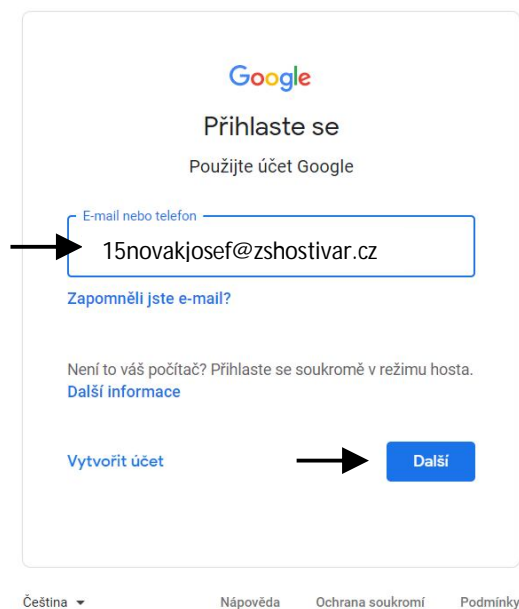 Google
Přihlaste se
Použijte účet Google
E-mail nebo telefon
15novakjosef@zshostivar.cz
Zapomněli jste e-mail?
Není to váš počítač? Přihlaste se soukromě v režimu hosta.
Další informace
Vytvořit účet Další
Čeština Nápověda Ochrana soukromí Podmínky